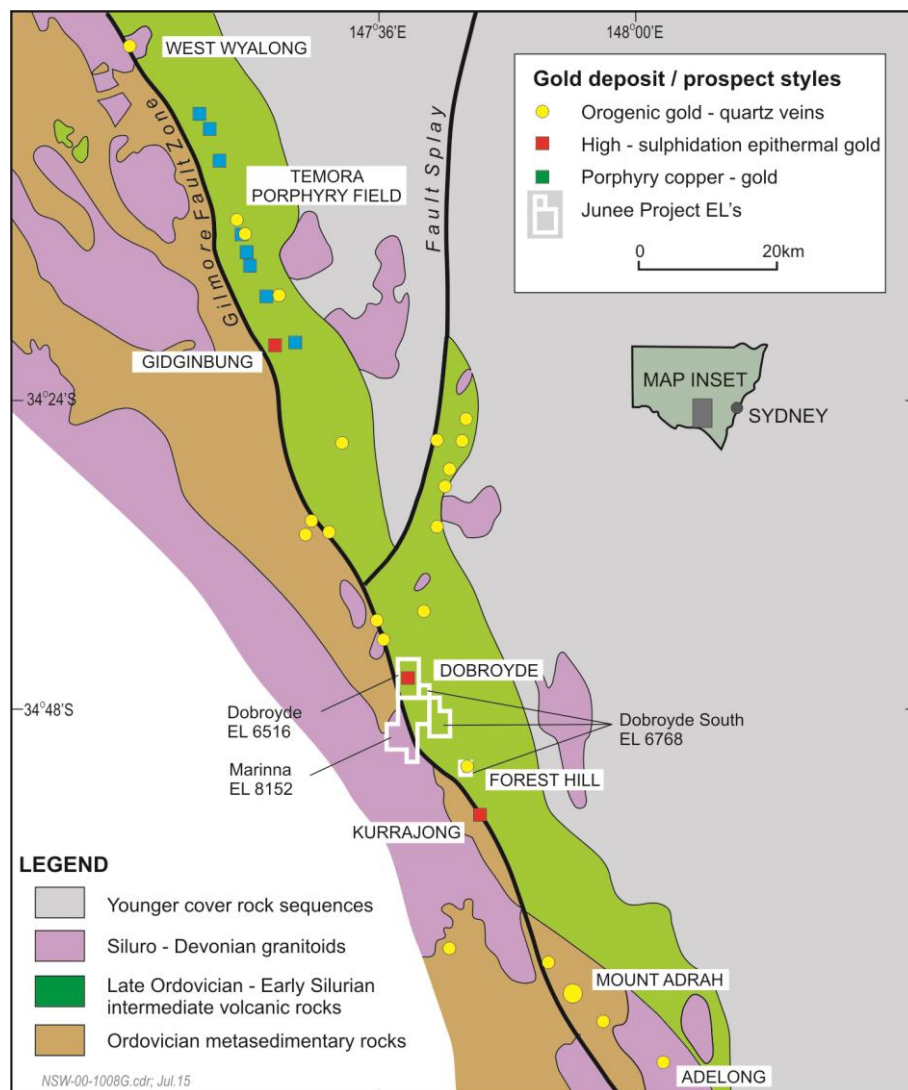 147°36'E
148°00'E
WEST WYALONG
Gold deposit / prospect styles
Orogenic gold - quartz veins
High - sulphidation epithermal gold
Porphyry copper - gold
Junee Project EL's
0
20km
TEMORA
PORPHYRY FIELD
Fault Splay
Gilmore Fault Zone
GIDGINBUNG
34°24'S
MAP INSET
SYDNEY
DOBROYDE
34°48'S
Dobroyde
EL 6516
Dobroyde South
EL 6768
Marinna
EL 8152
FOREST HILL
KURRAJONG
LEGEND
Younger cover rock sequences
Siluro - Devonian granitoids
Late Ordovician - Early Silurian
intermediate volcanic rocks
Ordovician metasedimentary rocks
MOUNT ADRAH
ADELONG
NSW-00-1008G.cdr; Jul.15